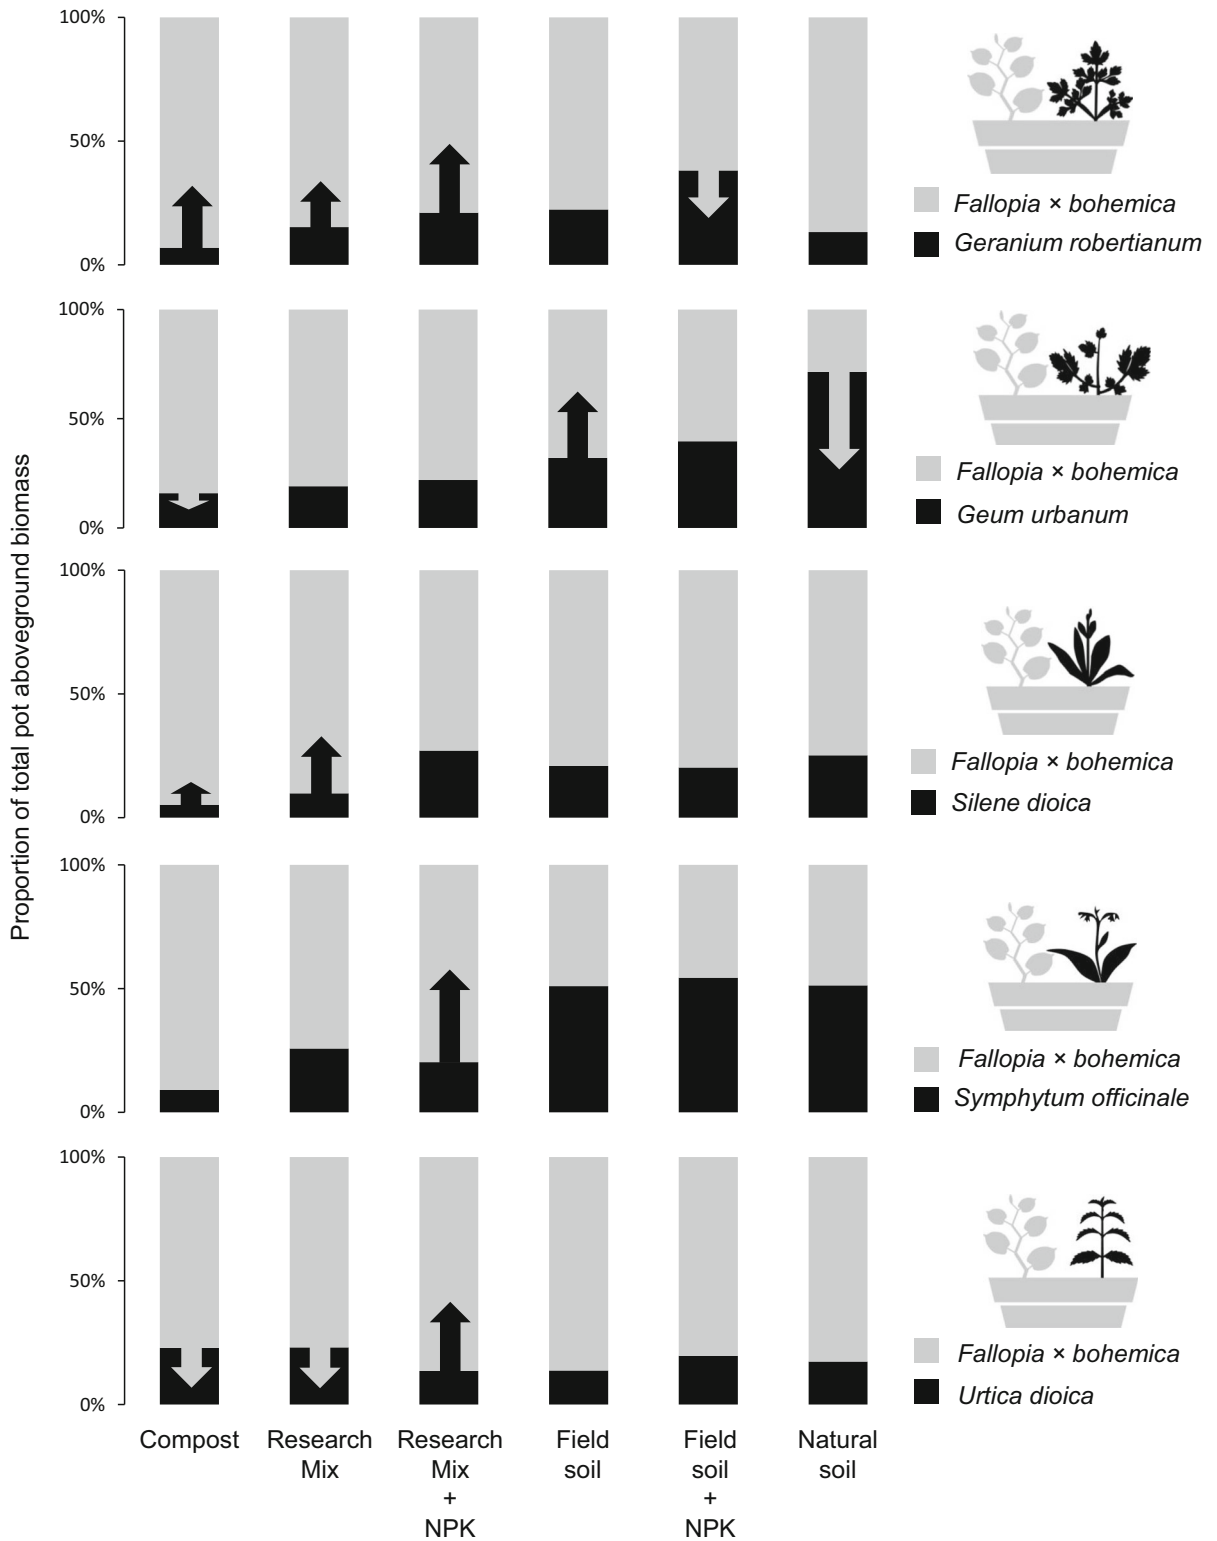 Proportion of total pot aboveground biomass
100%
50%
0%
Fallopia × bohemica
Geranium robertianum
100%
50%
0%
Fallopia × bohemica
Geum urbanum
100%
50%
0%
Fallopia × bohemica
Silene dioica
100%
50%
0%
Fallopia × bohemica
Symphytum officinale
100%
50%
0%
Fallopia × bohemica
Urtica dioica
Compost
Research
Mix
Research
Mix
+
NPK
Field
soil
Field
soil
+
NPK
Natural
soil